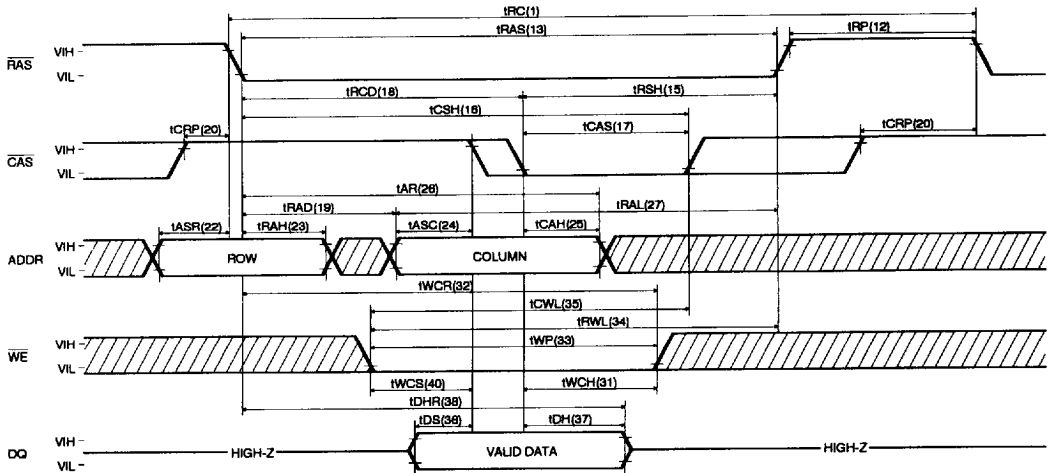 tRC(1)
tRAS(13)
tRP(12)
RAS
VIH
VIL
tRCD(18)
tRSH(15)
tCSH(16)
tCRP(20)
tCAS(17)
tCRP(20)
CAS
VIH
VIL
tAR(26)
tRAD(19)
tRAL(27)
tASR(22)
tRAH(23)
tASC(24)
tCAH(25)
ADDR
VIH
VIL
ROW
COLUMN
tWCR(32)
tCWL(35)
tRWL(34)
tWP(33)
WE
VIH
VIL
tWCS(40)
tWCH(31)
tDHR(38)
tDS(36)
tDH(37)
DQ
VIH
VIL
HIGH-Z
VALID DATA
HIGH-Z